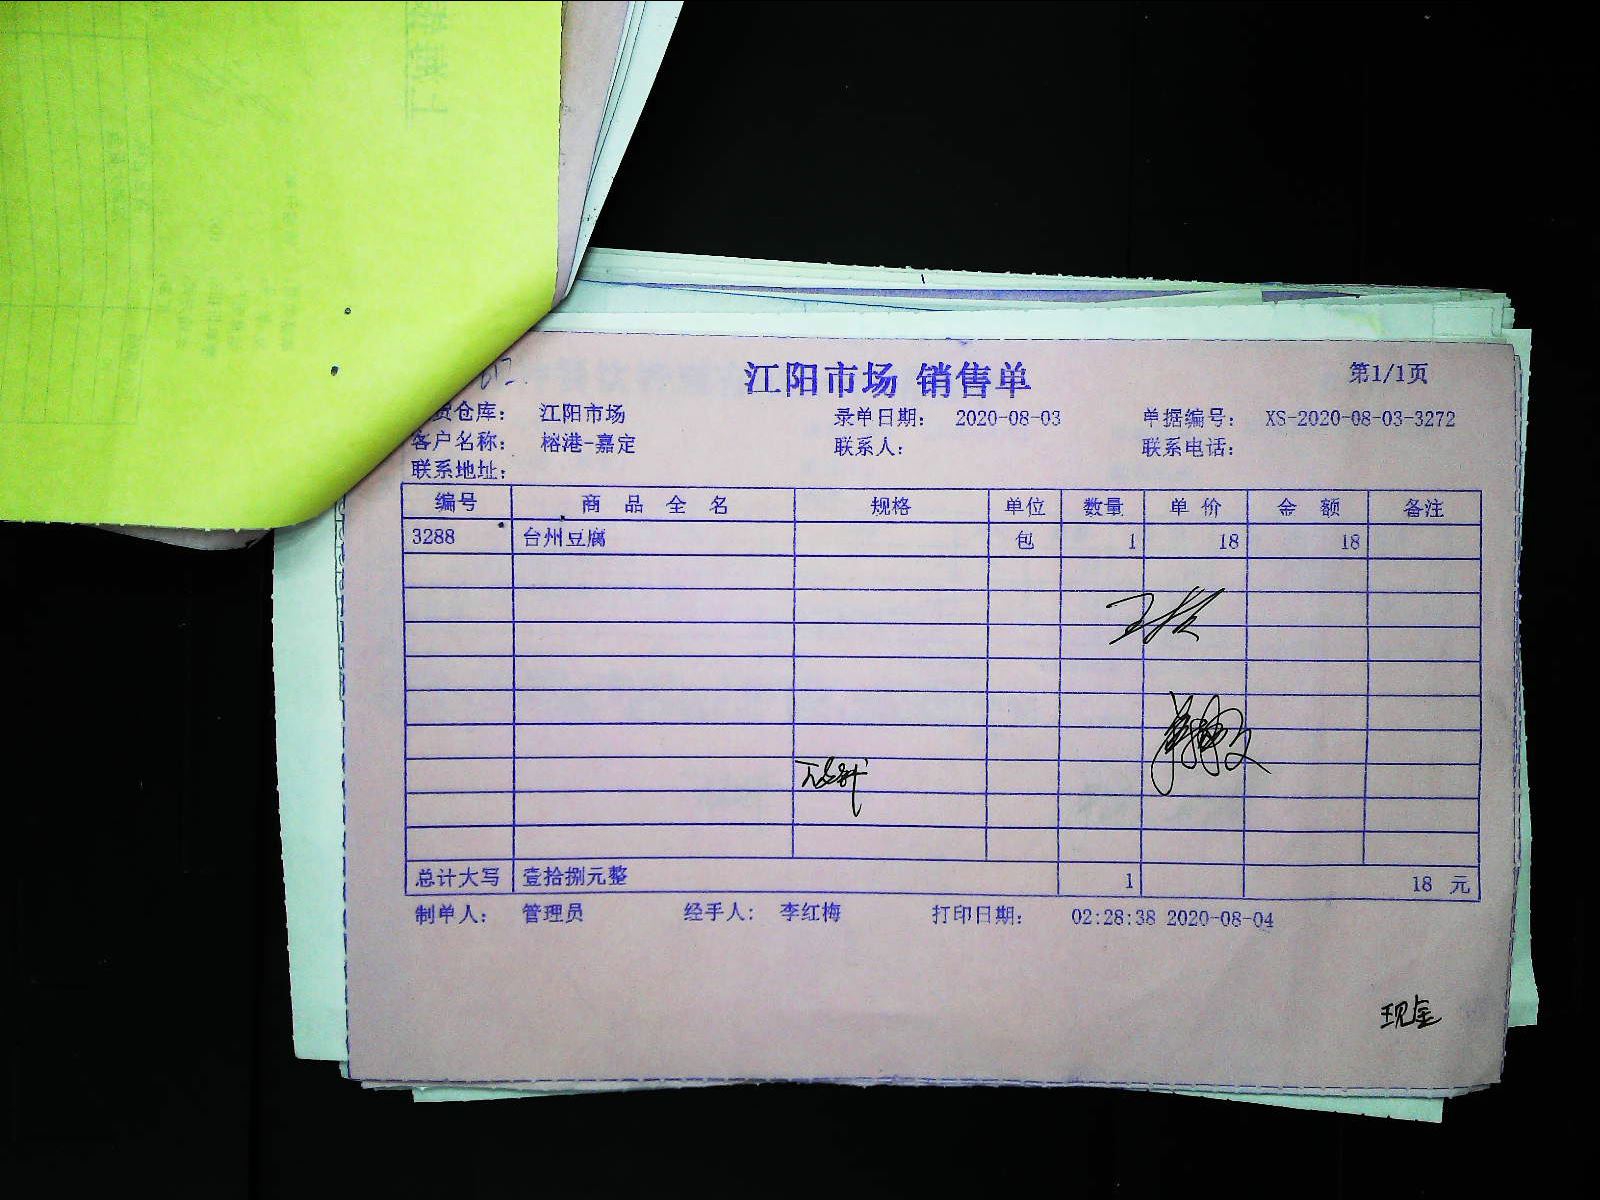 江阳市场 销售单
第1/1页
货仓库： 江阳市场 录单日期： 2020-08-03 单据编号： XS-2020-08-03-3272
客户名称： 榕港-嘉定 联系人： 联系电话：
联系地址：
编号 商品全名 规格 单位 数量 单价 金额 备注
3288 台州豆腐 包 1 18 18
总计大写 壹拾捌元整 1 18 元
制单人： 管理员 经手人： 李红梅 打印日期： 02:28:38 2020-08-04
现金